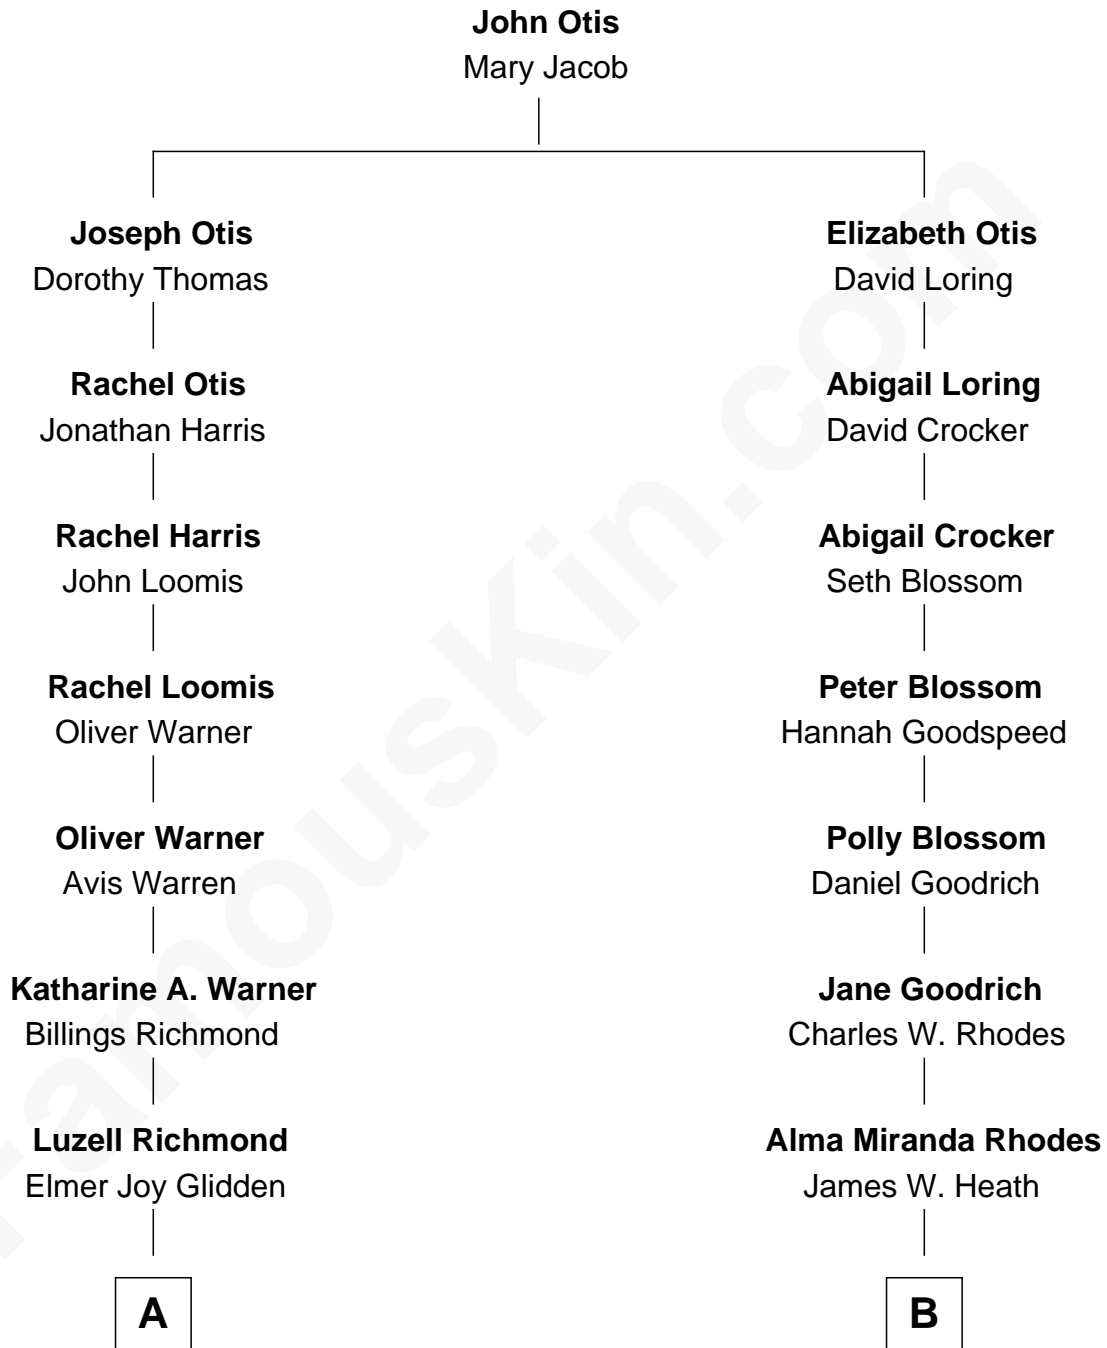 John Otis
Mary Jacob
Joseph Otis
Dorothy Thomas
Elizabeth Otis
David Loring
Rachel Otis
Jonathan Harris
Abigail Loring
David Crocker
Rachel Harris
John Loomis
Abigail Crocker
Seth Blossom
Rachel Loomis
Oliver Warner
Peter Blossom
Hannah Goodspeed
Oliver Warner
Avis Warren
Polly Blossom
Daniel Goodrich
Katharine A. Warner
Billings Richmond
Jane Goodrich
Charles W. Rhodes
Luzell Richmond
Elmer Joy Glidden
Alma Miranda Rhodes
James W. Heath
A
B
FamousKin.com